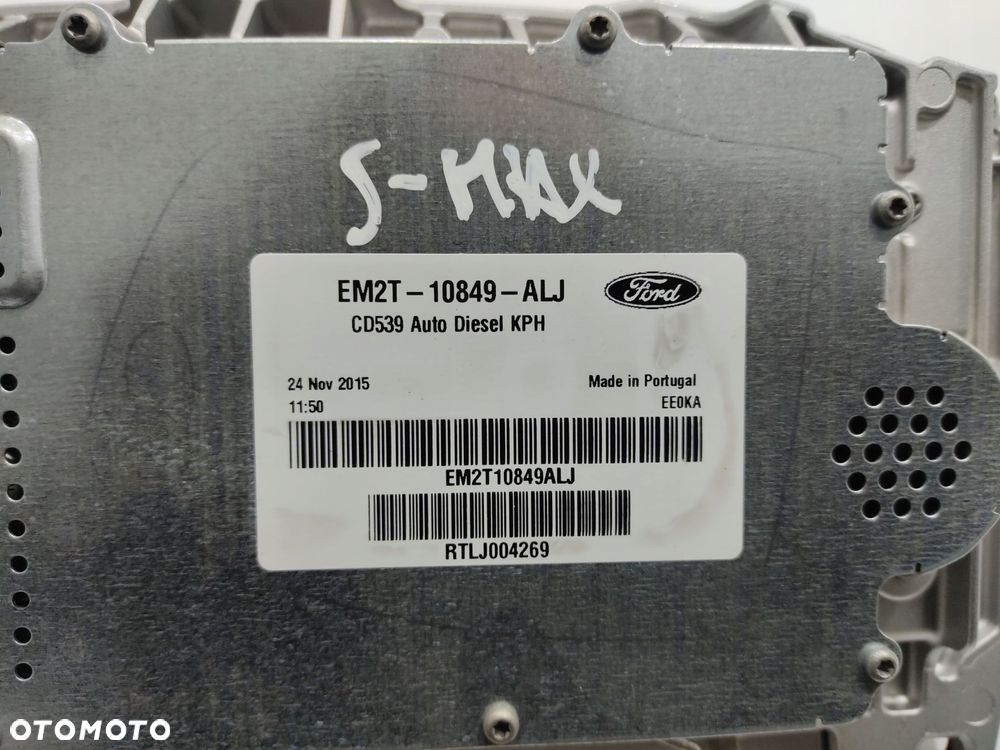 S-MAX
EM2T-10849-ALJ
Ford
CD539 Auto Diesel KPH
24 Nov 2015
Made in Portugal
11:50
EE0KA
EM2T10849ALJ
RTLJ004269
OTOMOTO